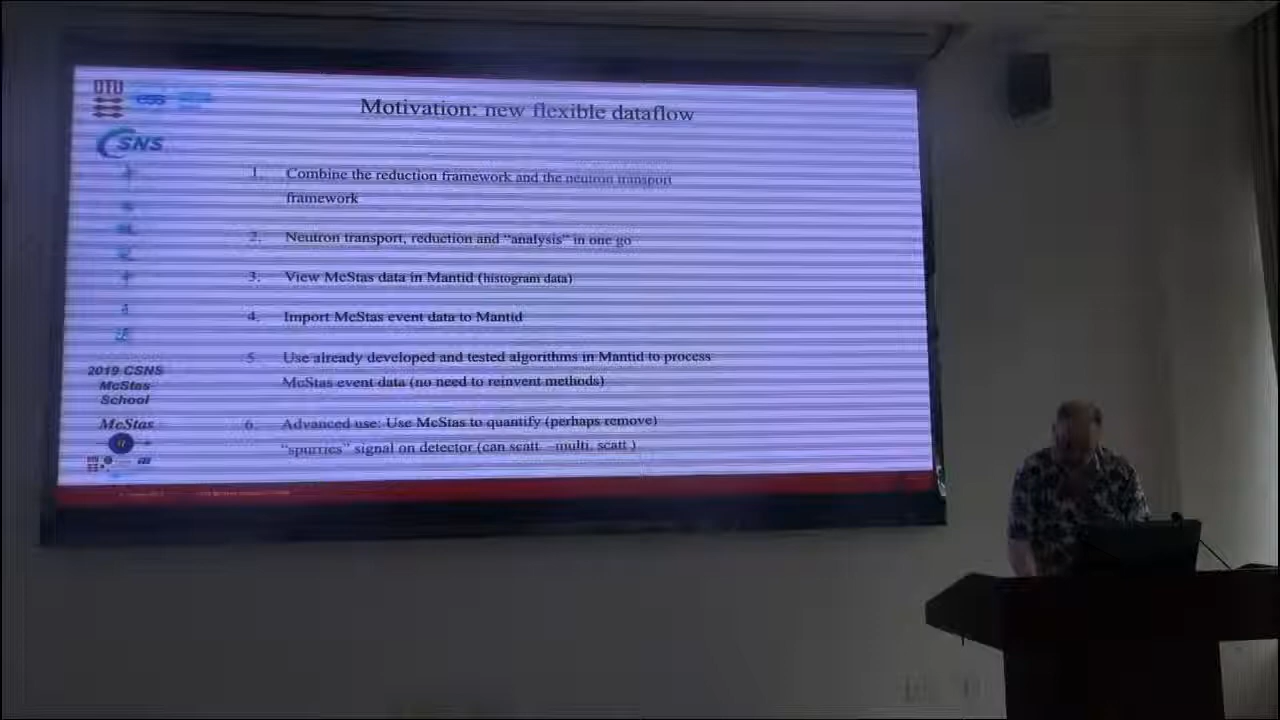 DTU
ess
CSNS
Motivation: new flexible dataflow
1. Combine the reduction framework and the neutron transport
framework
2. Neutron transport, reduction and “analysis” in one go
3. View McStas data in Mantid (histogram data)
4. Import McStas event data to Mantid
5 Use already developed and tested algorithms in Mantid to process
McStas event data (no need to reinvent methods)
6. Advanced use: Use McStas to quantify (perhaps remove)
“spurries” signal on detector (can scatt. –multi. scatt )
2019 CSNS
McStas
School
McStas